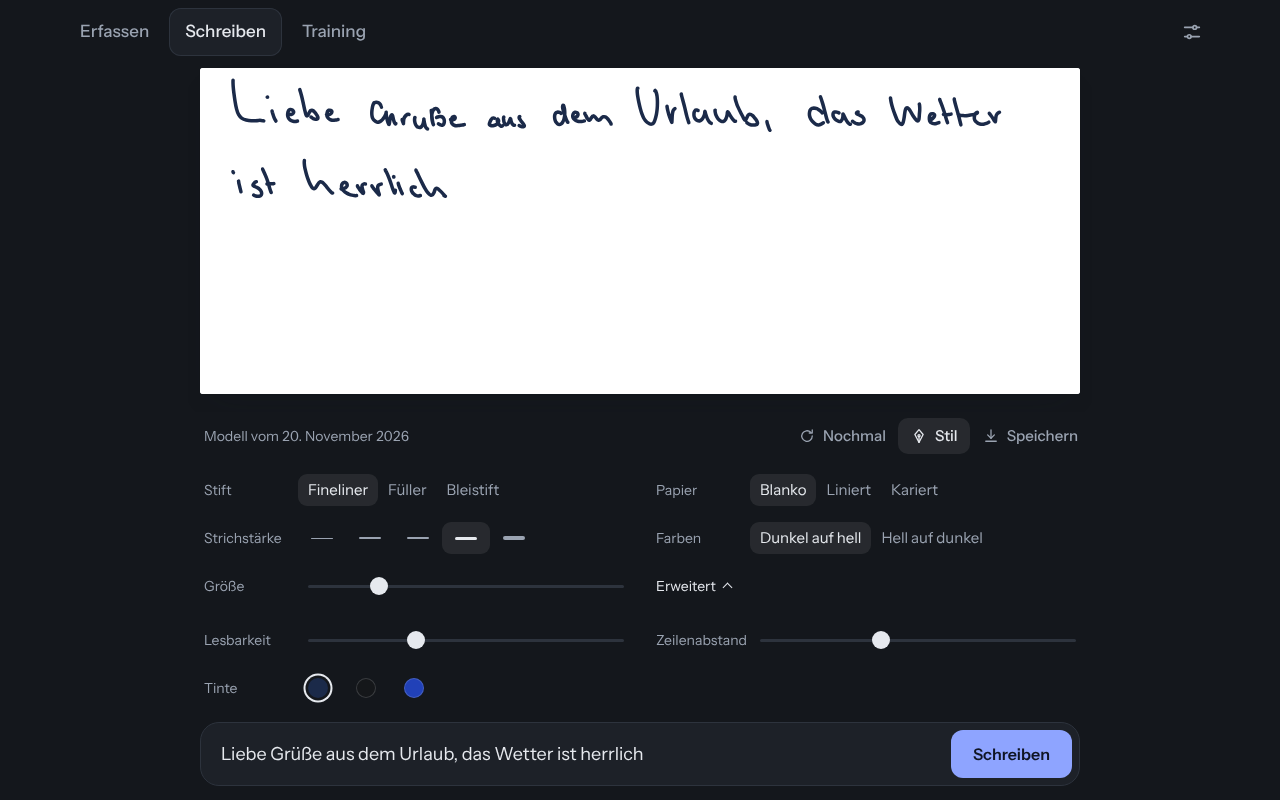 Erfassen Schreiben Training
Liebe Gnruße aus dem Urlaub, das Wetter
ist herrlich
Modell vom 20. November 2026 Nochmal Stil Speichern
Stift Fineliner Füller Bleistift Papier Blanko Liniert Kariert
Strichstärke Farben Dunkel auf hell Hell auf dunkel
Größe Erweitert
Lesbarkeit Zeilenabstand
Tinte
Liebe Grüße aus dem Urlaub, das Wetter ist herrlich Schreiben